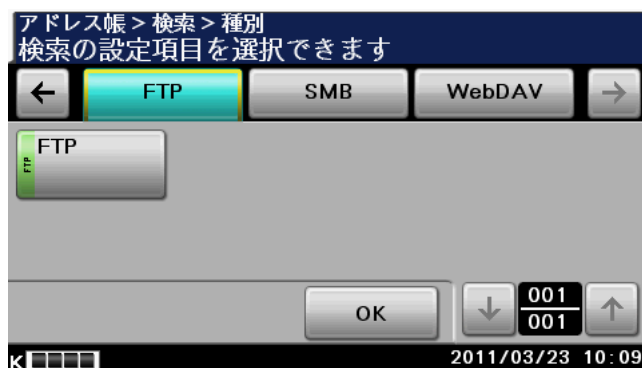 アドレス帳 > 検索 > 種別
検索の設定項目を選択できます
← FTP SMB WebDAV →
FTP
FTP
OK ↓ 001 ↑
001
K 2011/03/23 10:09